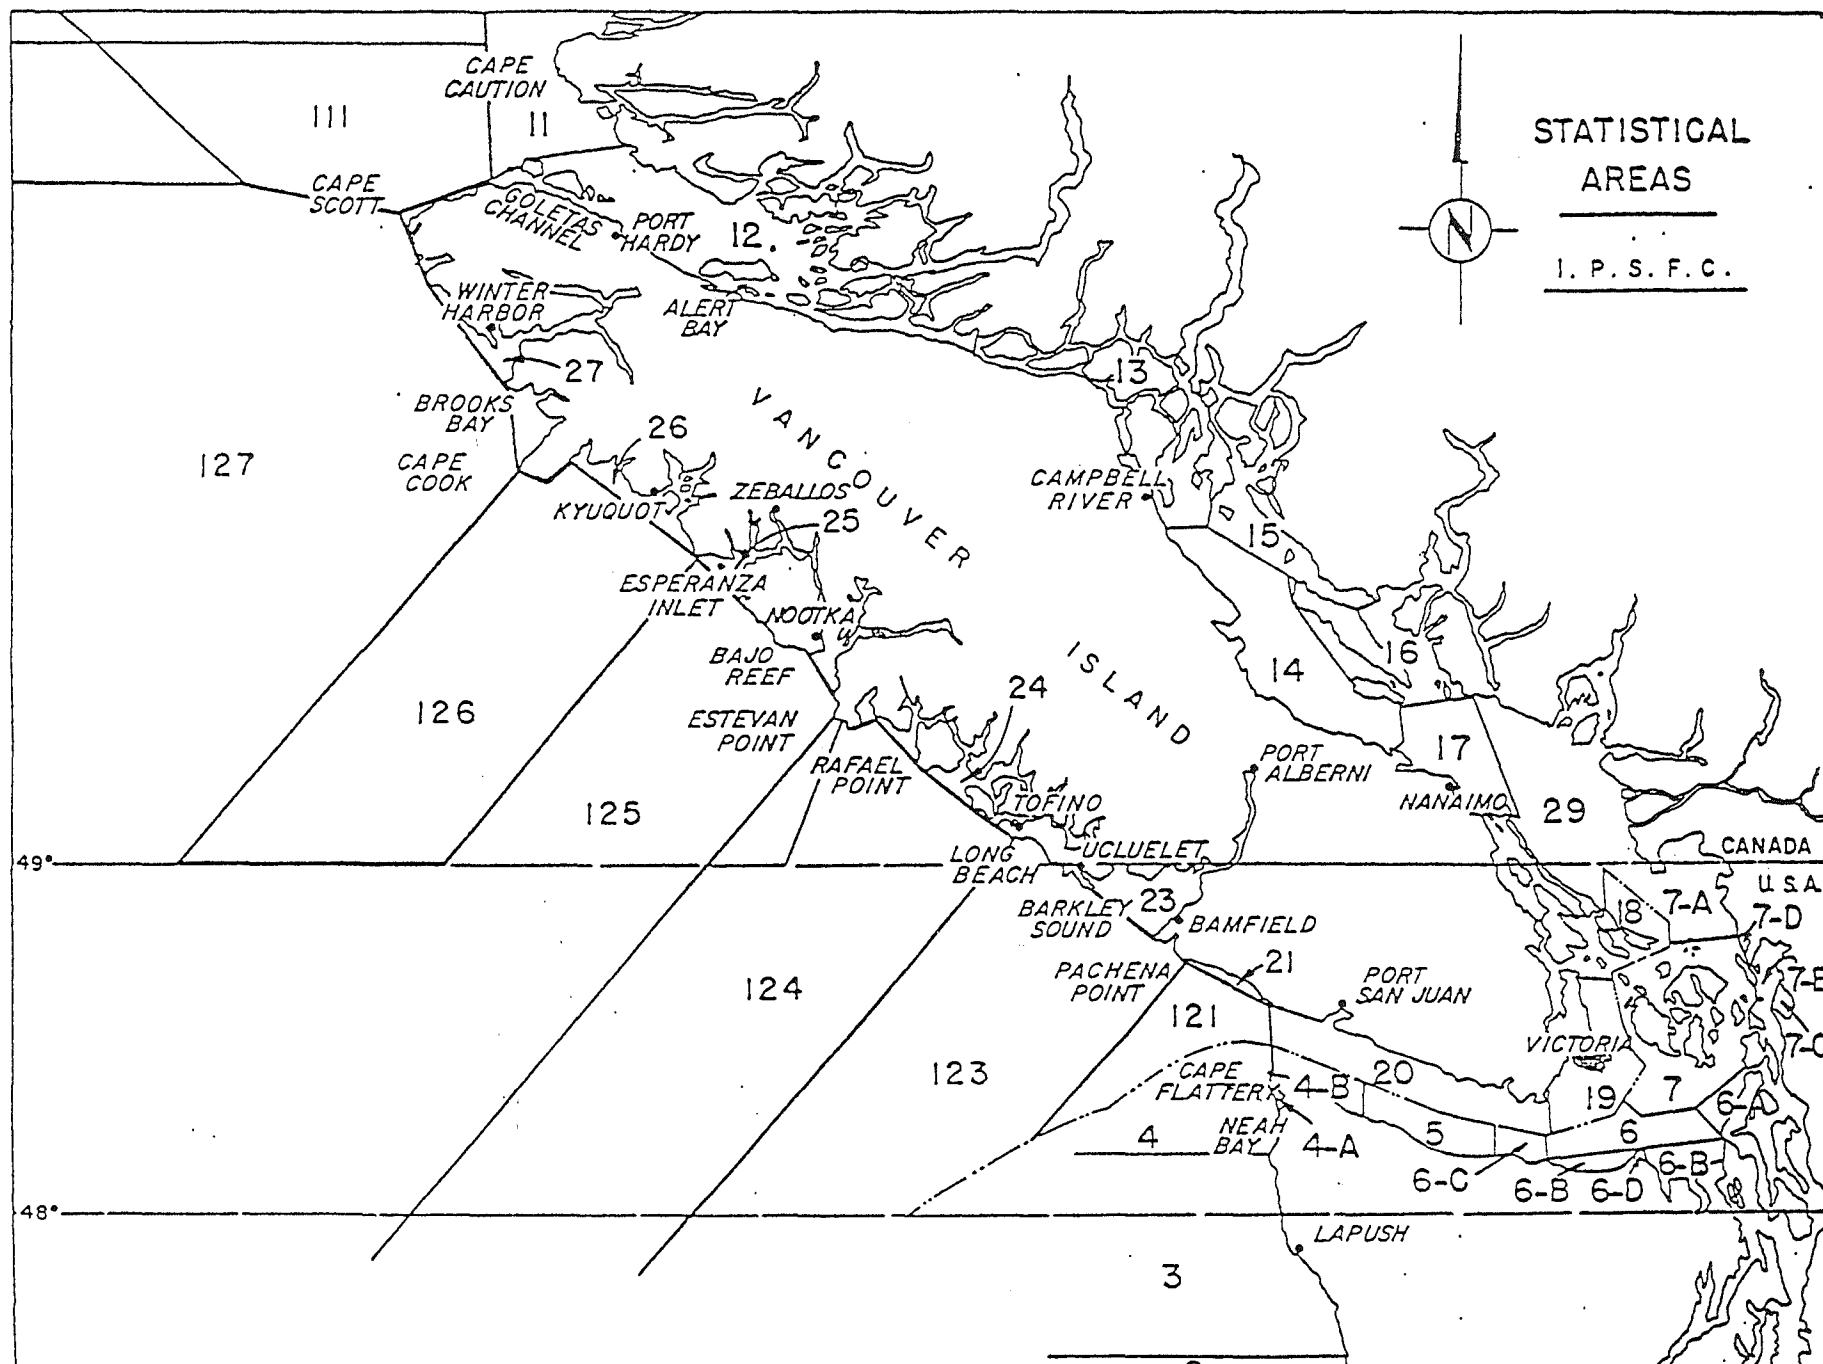 CAPE
CAUTION
111
11
STATISTICAL
AREAS
I. P. S. F. C.
N
CAPE
SCOTT
GOLETAS
CHANNEL
PORT
HARDY
12
WINTER
HARBOR
ALERT
BAY
27
13
BROOKS
BAY
VANCOUVER
ISLAND
26
127
CAPE
COOK
KYUQUOT
ZEBALLOS
25
CAMPBELL
RIVER
15
ESPERANZA
INLET
NOOTKA
BAJO
REEF
14
16
24
126
ESTEVAN
POINT
RAFAEL
POINT
PORT
ALBERNI
17
NANAIMO
29
125
TOFINO
LONG
BEACH
UCLUELET
49°
CANADA
U.S.A
BARKLEY
SOUND
23
BAMFIELD
18
7-A
7-D
PACHENA
POINT
21
PORT
SAN JUAN
7-E
124
121
VICTORIA
7-C
123
CAPE
FLATTERY
4-B
20
19
7
6-A
4
NEAH
BAY
4-A
5
6
6-C
6-B
6-D
6-B
48°
LAPUSH
3